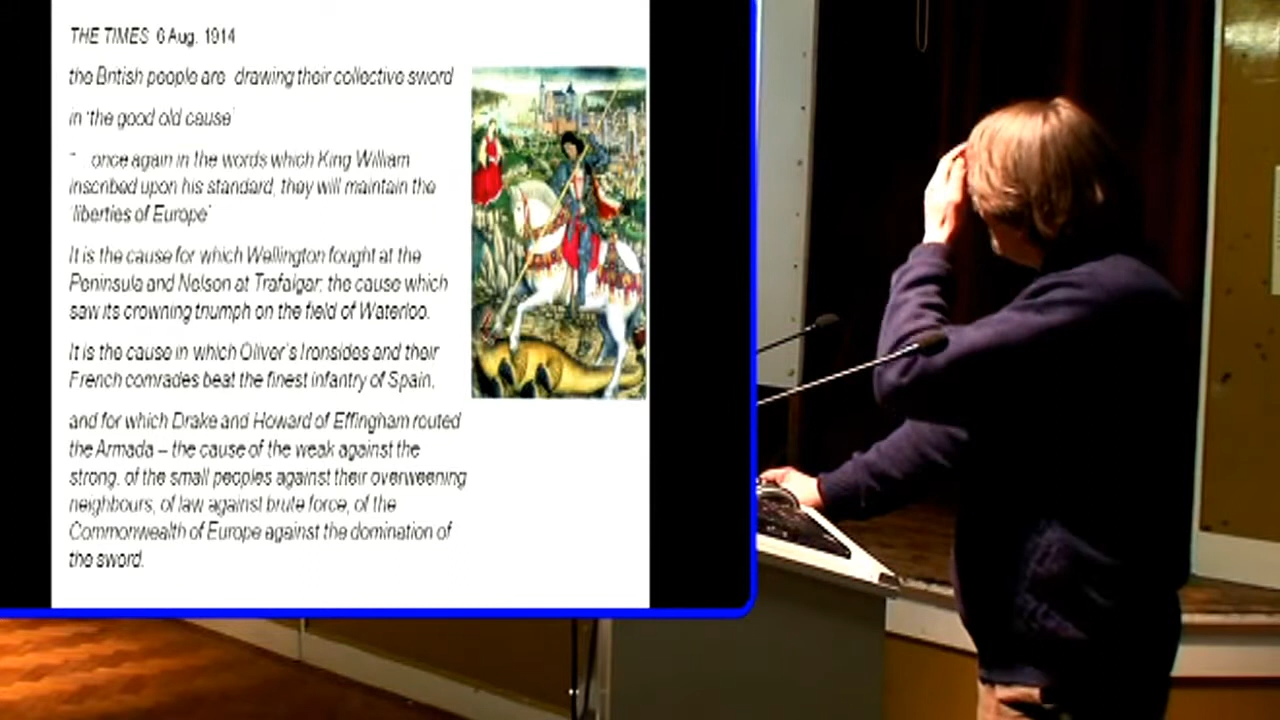 THE TIMES 6 Aug. 1914
the British people are drawing their collective sword
in 'the good old cause'
" once again in the words which King William
inscribed upon his standard, they will maintain the
'liberties of Europe'
It is the cause for which Wellington fought at the
Peninsula and Nelson at Trafalgar: the cause which
saw its crowning triumph on the field of Waterloo.
It is the cause in which Oliver's Ironsides and their
French comrades beat the finest infantry of Spain,
and for which Drake and Howard of Effingham routed
the Armada – the cause of the weak against the
strong, of the small peoples against their overweening
neighbours, of law against brute force, of the
Commonwealth of Europe against the domination of
the sword.